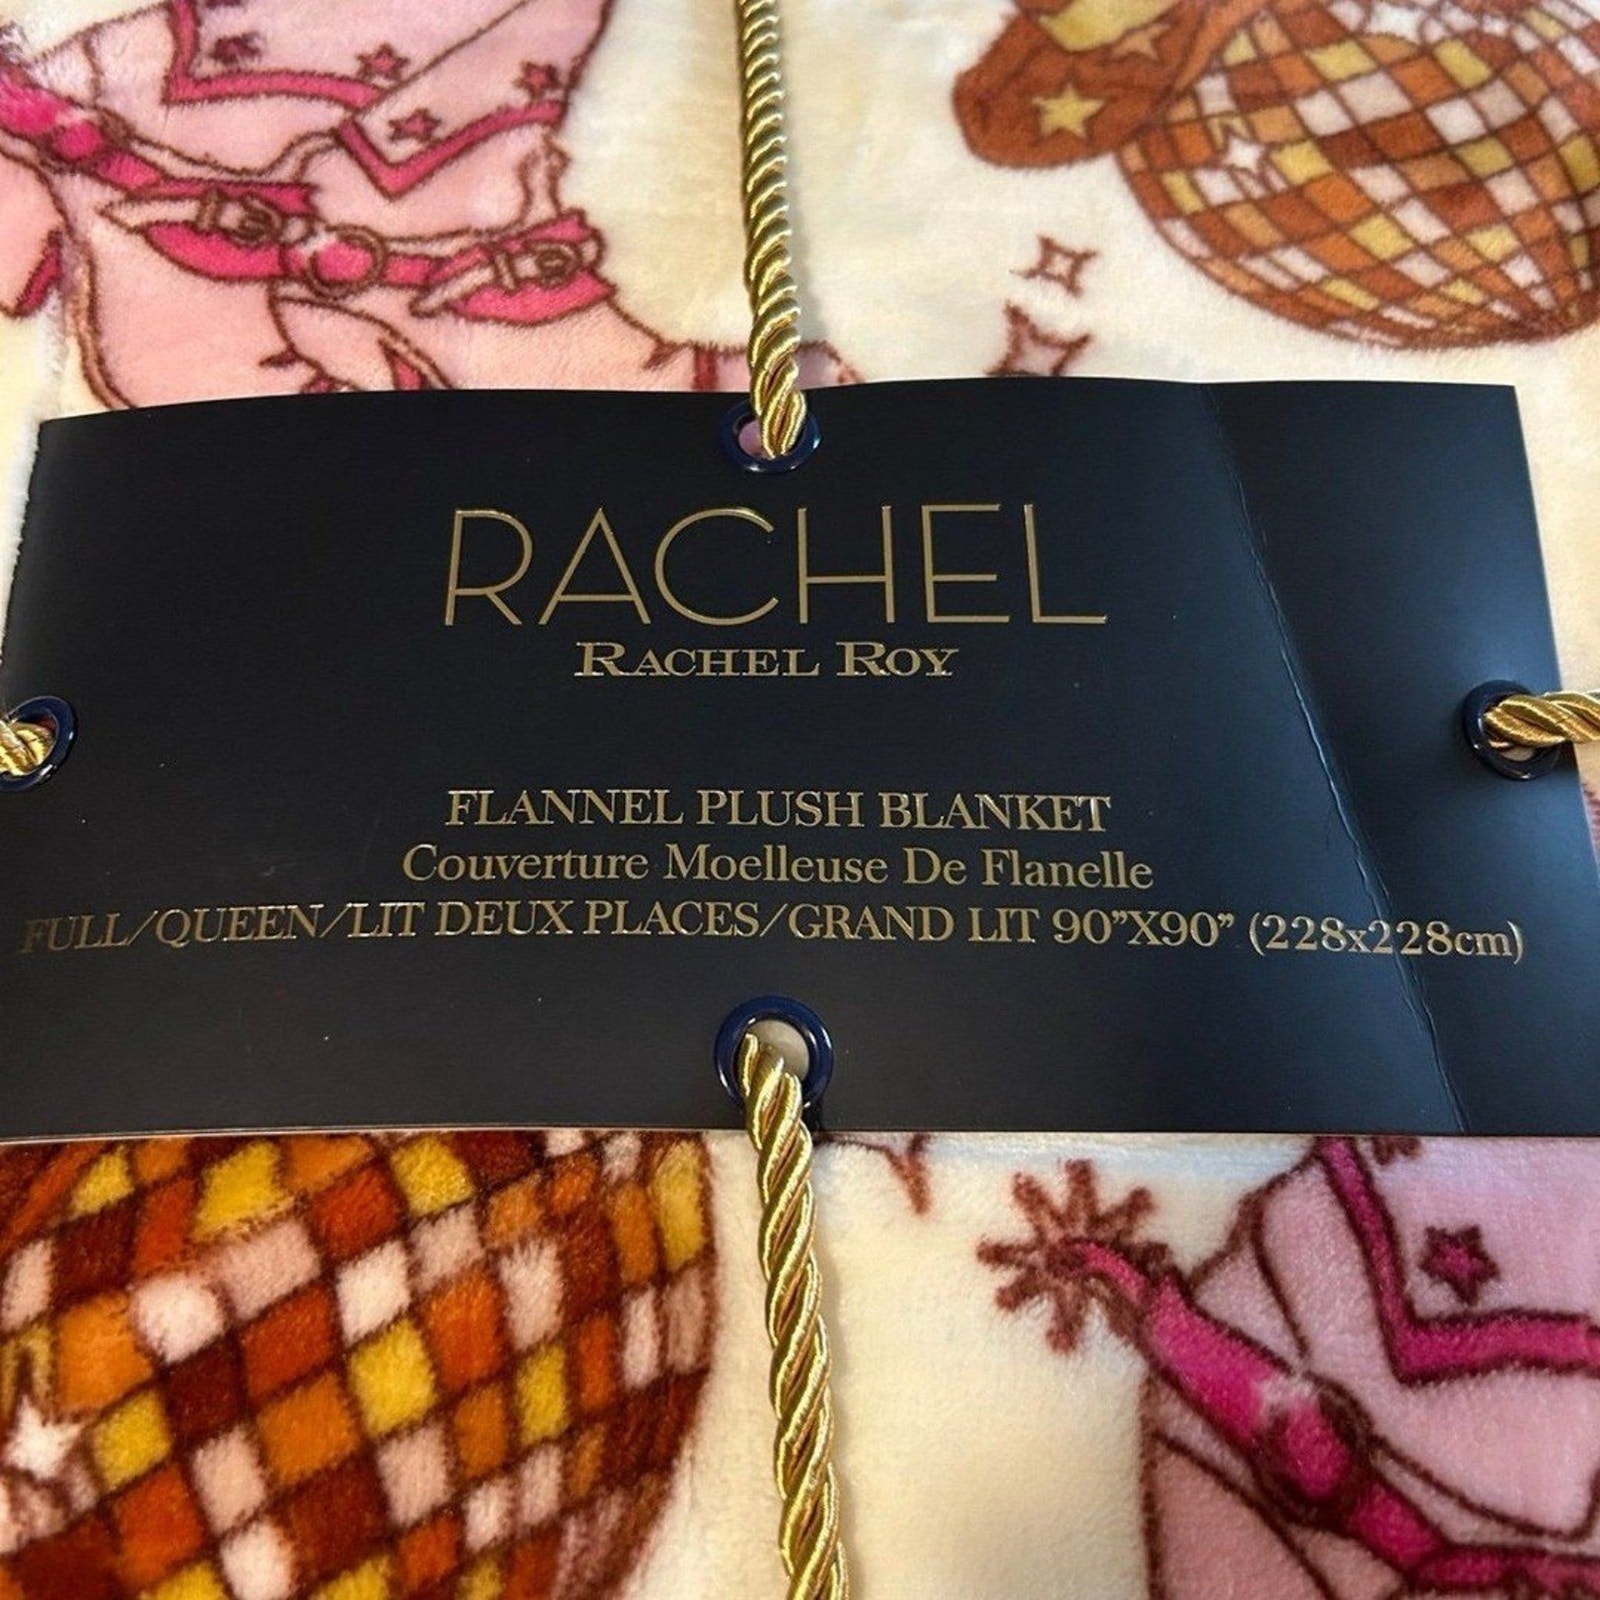 RACHEL
RACHEL ROY
FLANNEL PLUSH BLANKET
Couverture Moelleuse De Flanelle
FULL/QUEEN/LIT DEUX PLACES/GRAND LIT 90”X90” (228x228cm)